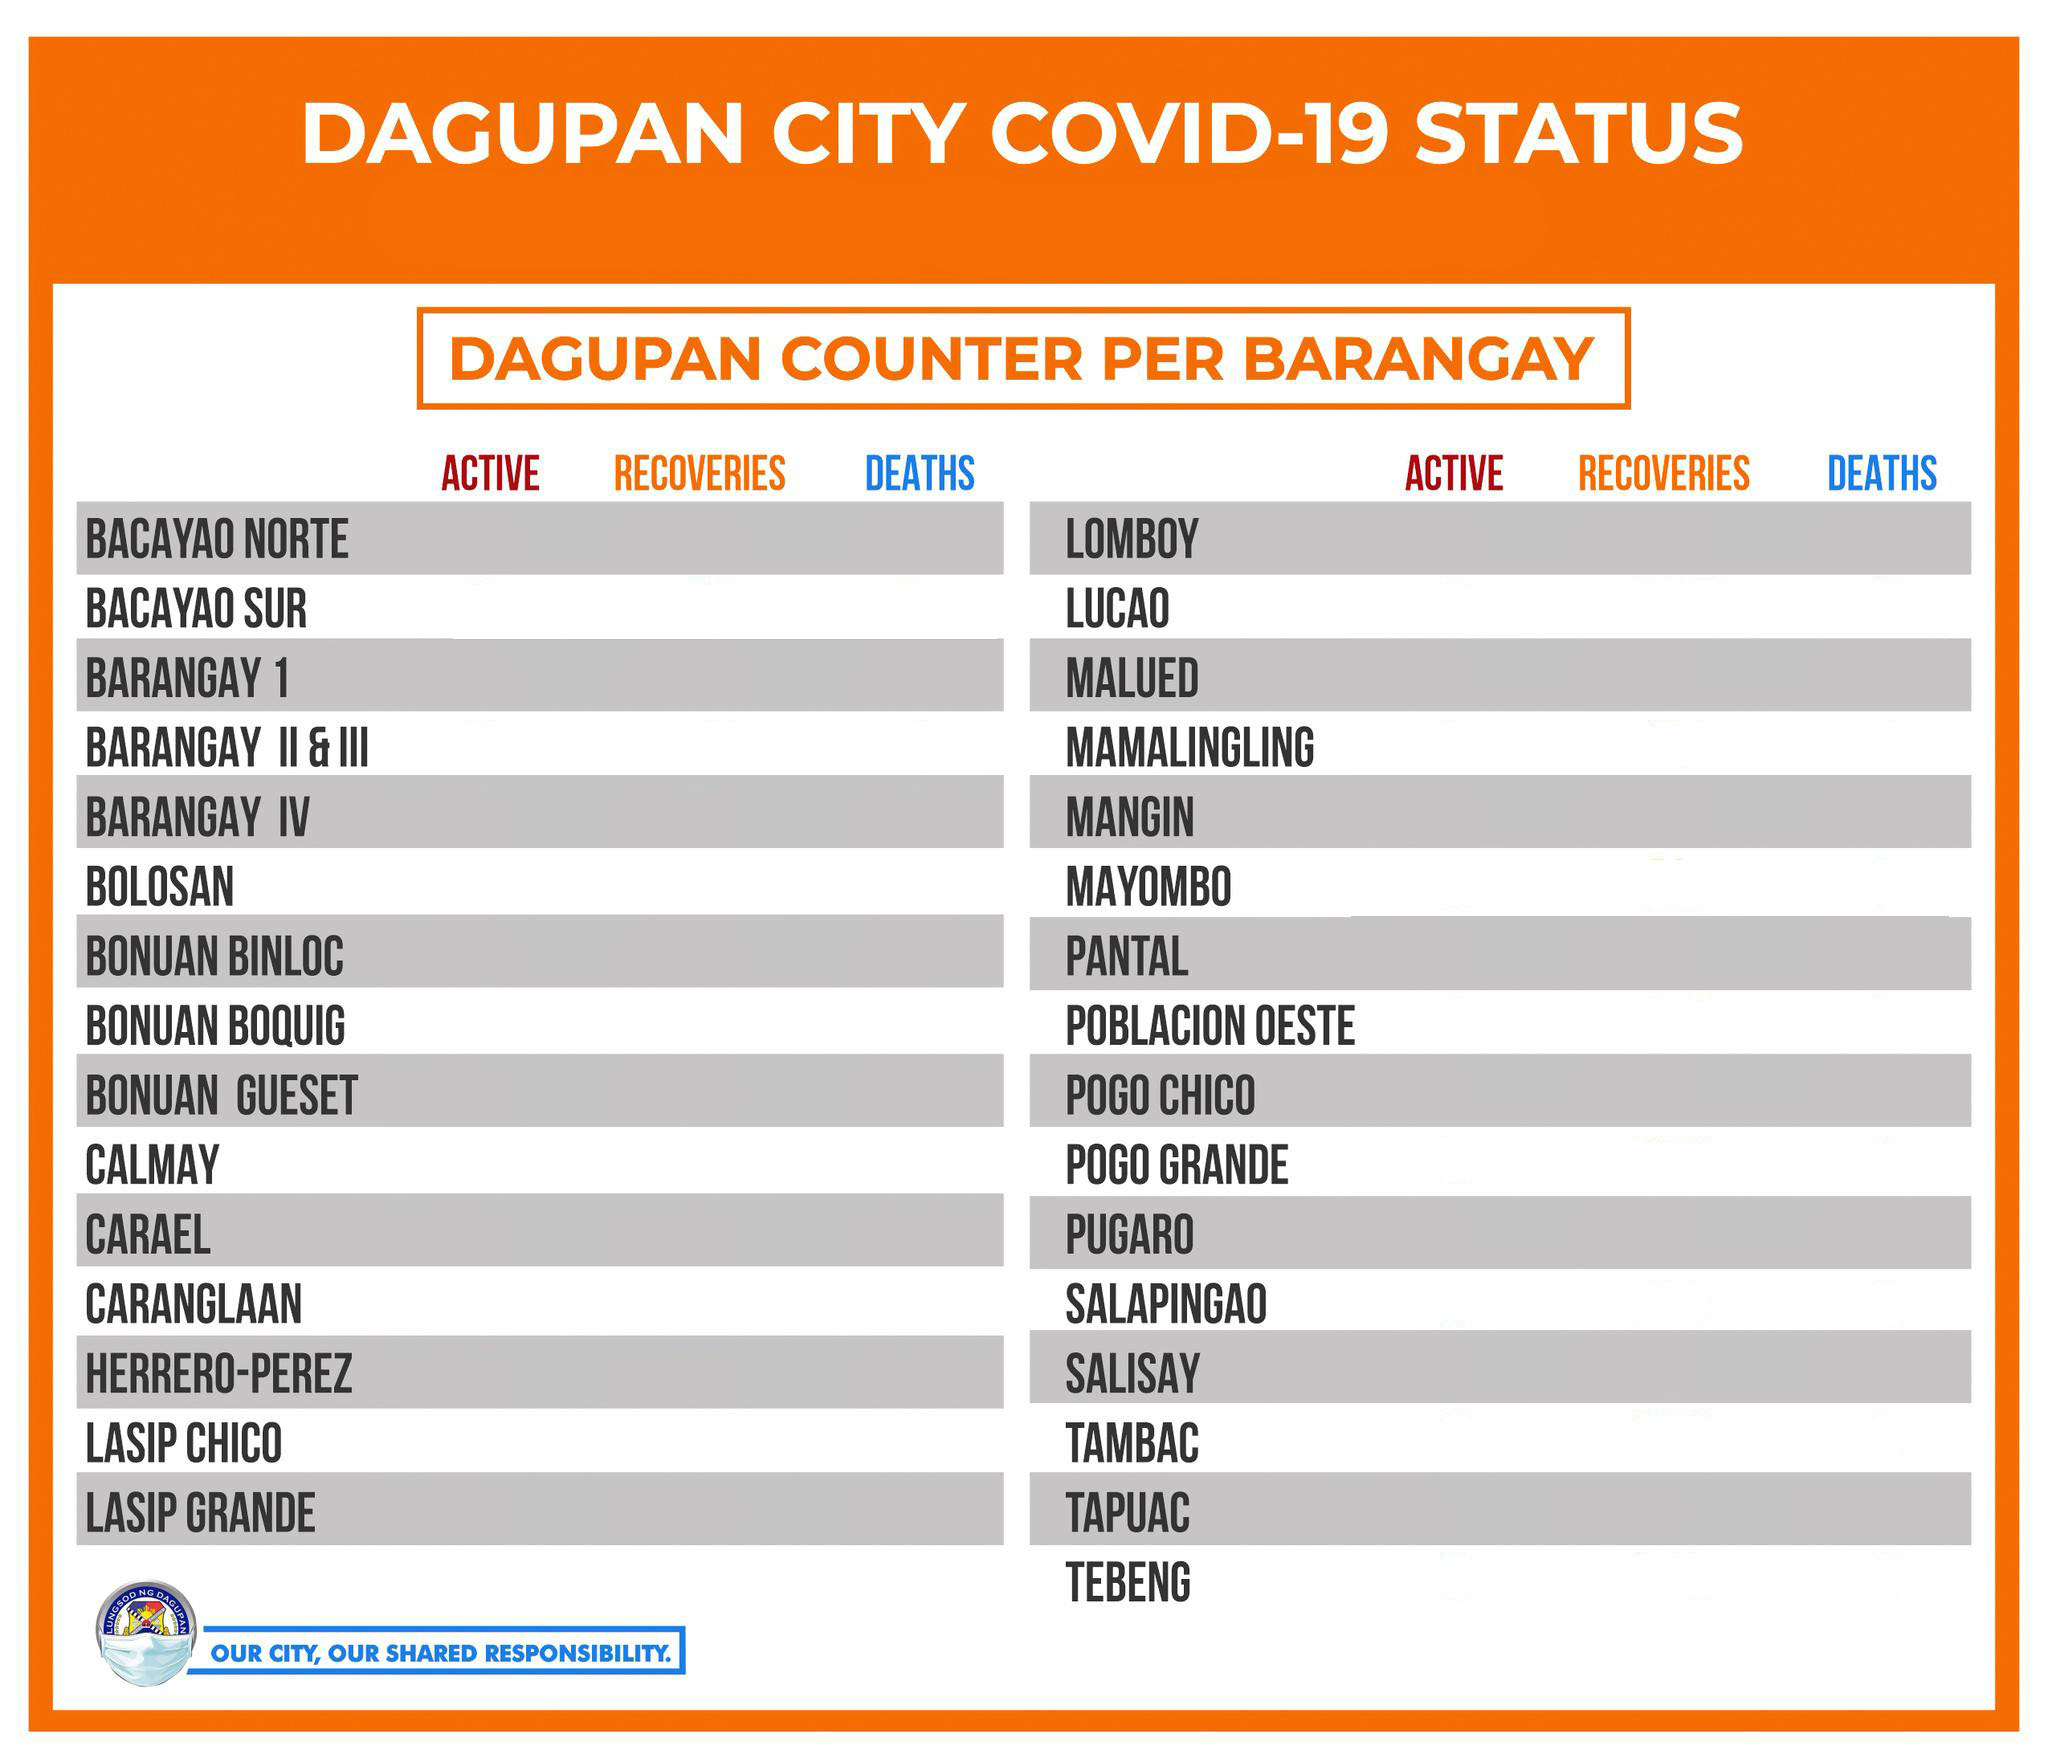 DAGUPAN CITY COVID-19 STATUS
DAGUPAN COUNTER PER BARANGAY
ACTIVE RECOVERIES DEATHS
BACAYAO NORTE
BACAYAO SUR
BARANGAY 1
BARANGAY II & III
BARANGAY IV
BOLOSAN
BONUAN BINLOC
BONUAN BOQUIG
BONUAN GUESET
CALMAY
CARAEL
CARANGLAAN
HERRERO-PEREZ
LASIP CHICO
LASIP GRANDE
ACTIVE RECOVERIES DEATHS
LOMBOY
LUCAO
MALUED
MAMALINGLING
MANGIN
MAYOMBO
PANTAL
POBLACION OESTE
POGO CHICO
POGO GRANDE
PUGARO
SALAPINGAO
SALISAY
TAMBAC
TAPUAC
TEBENG
LUNGSOD NG DAGUPAN
OUR CITY, OUR SHARED RESPONSIBILITY.